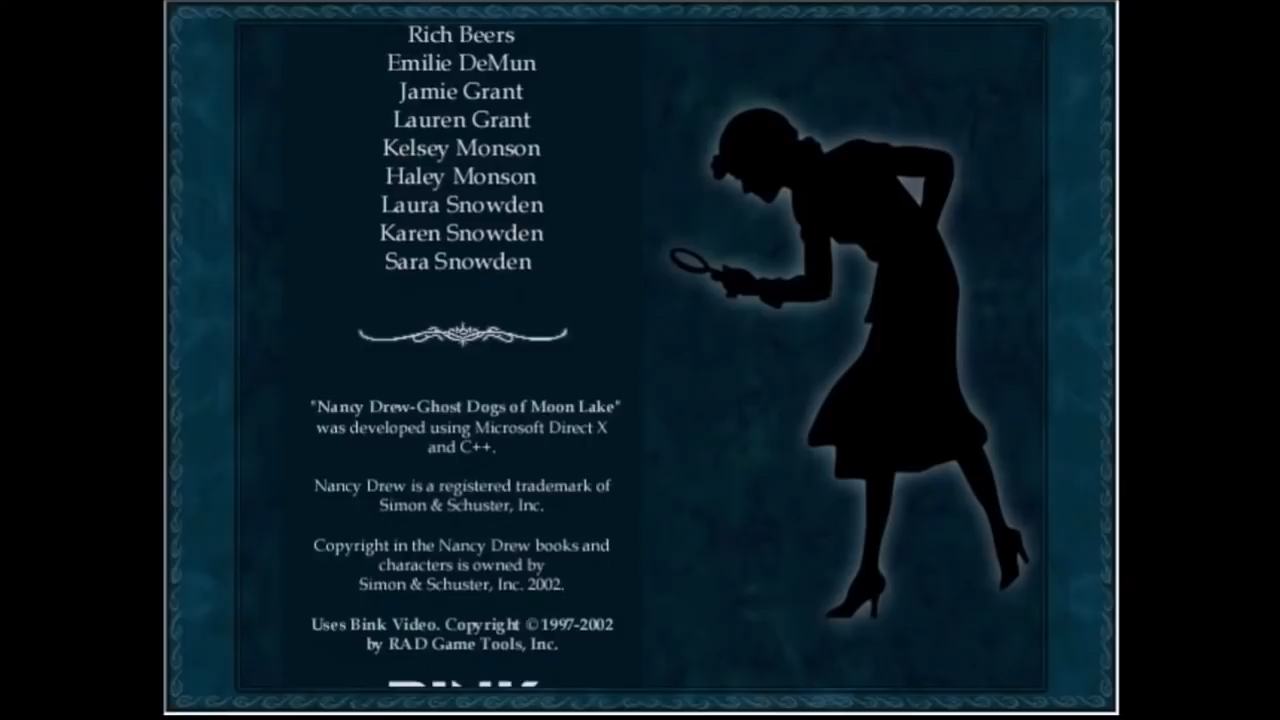 Rich Beers
Emilie DeMun
Jamie Grant
Lauren Grant
Kelsey Monson
Haley Monson
Laura Snowden
Karen Snowden
Sara Snowden
"Nancy Drew-Ghost Dogs of Moon Lake"
was developed using Microsoft Direct X
and C++.
Nancy Drew is a registered trademark of
Simon & Schuster, Inc.
Copyright in the Nancy Drew books and
characters is owned by
Simon & Schuster, Inc. 2002.
Uses Bink Video. Copyright © 1997-2002
by RAD Game Tools, Inc.